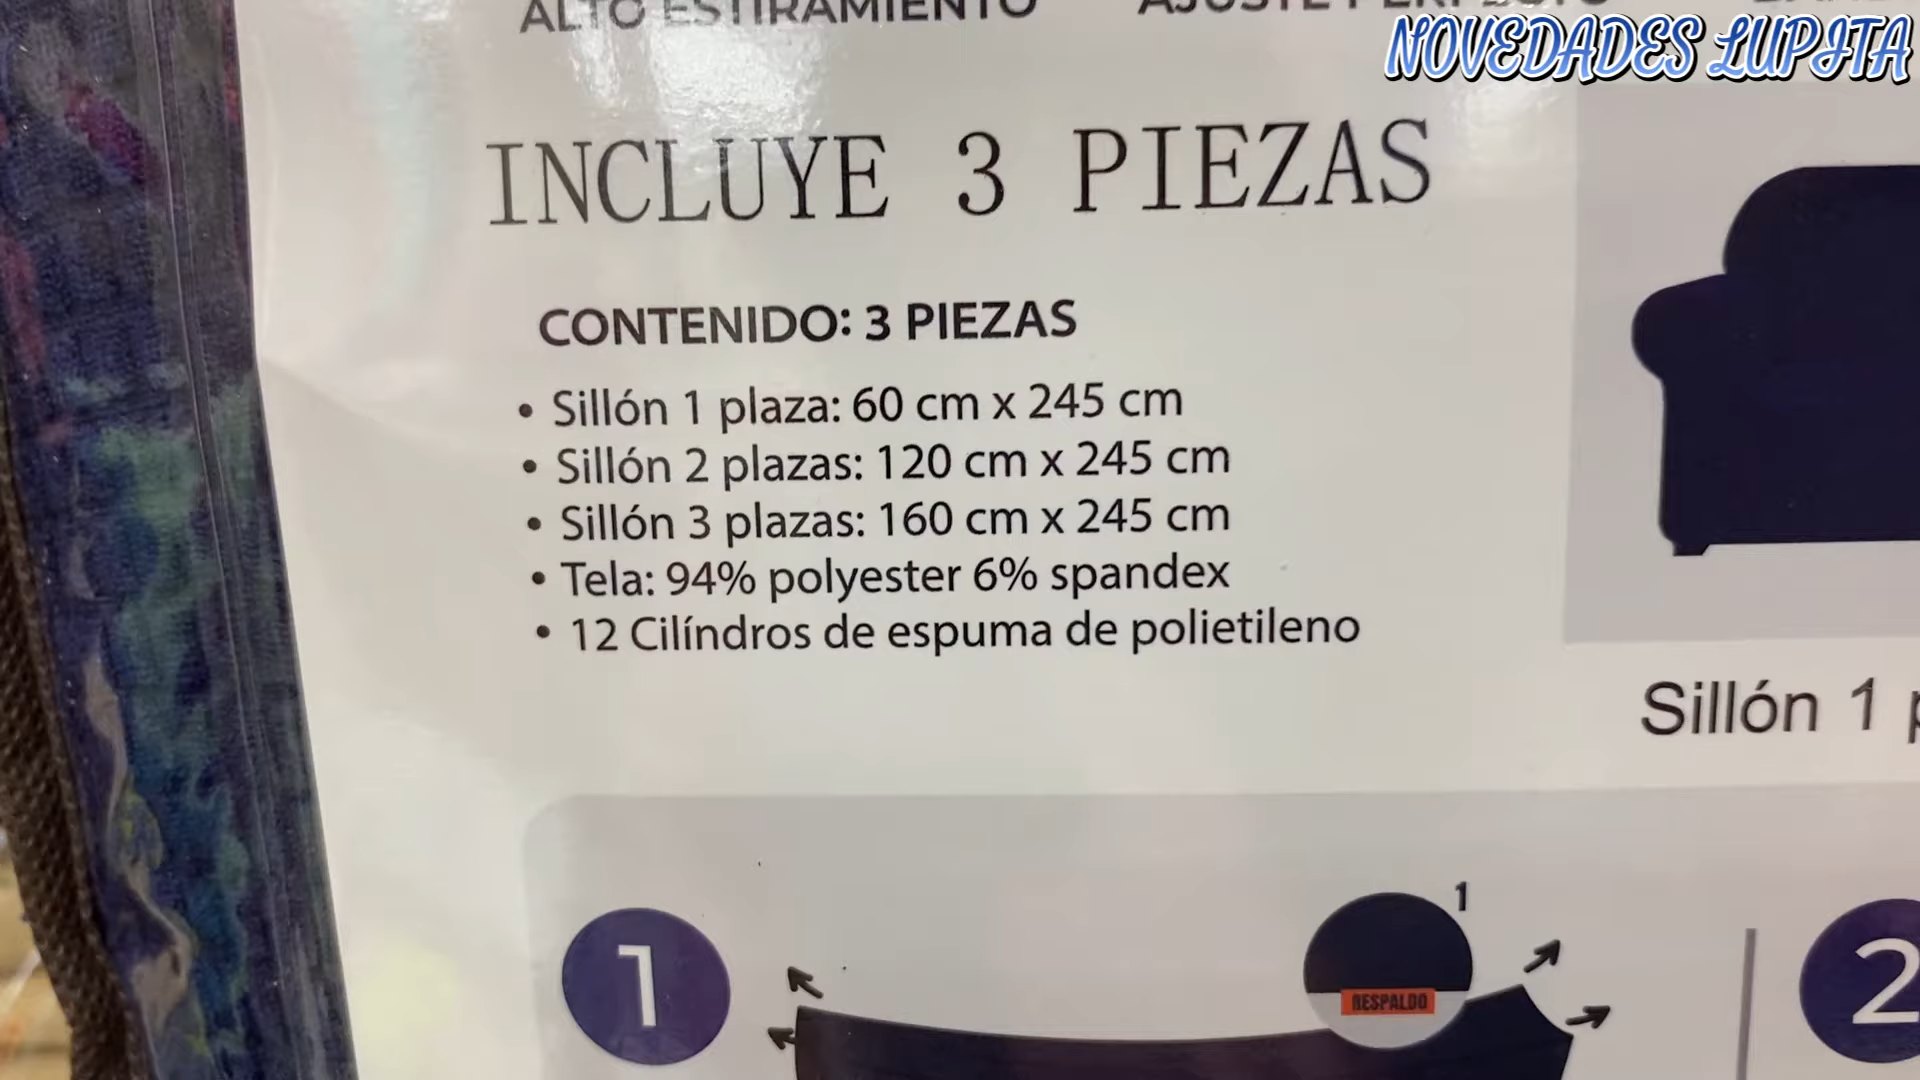 ALTO ESTIRAMIENTO
NOVEDADES LUPITA
INCLUYE 3 PIEZAS
CONTENIDO: 3 PIEZAS
• Sillón 1 plaza: 60 cm x 245 cm
• Sillón 2 plazas: 120 cm x 245 cm
• Sillón 3 plazas: 160 cm x 245 cm
• Tela: 94% polyester 6% spandex
• 12 Cilíndros de espuma de polietileno
Sillón 1
1
1
RESPALDO
2